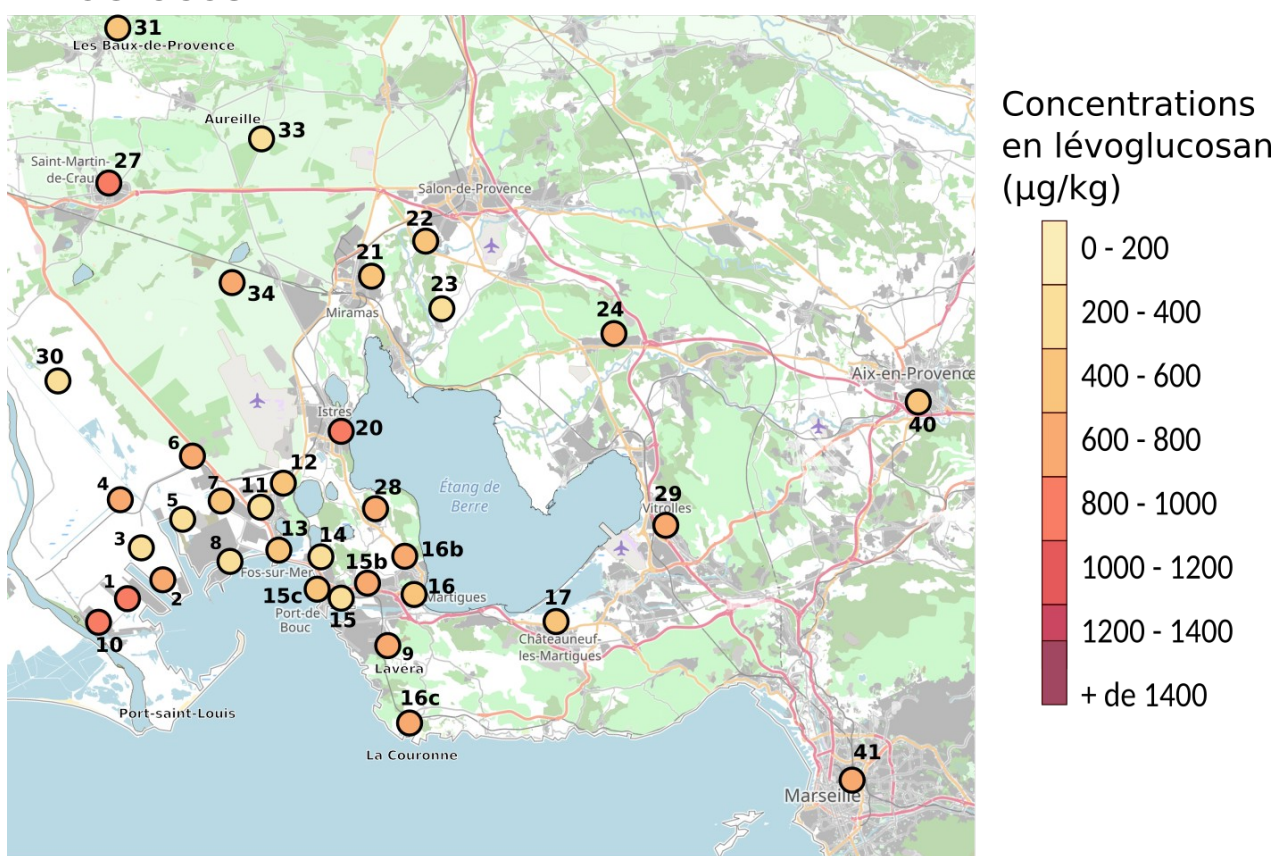 31
Les Baux-de-Provence
Aureille
33
Saint-Martin-
de-Crau
27
Salon-de-Provence
22
21
34
23
Miramas
24
30
Aix-en-Provence
40
Istres
20
6
12
4
7
11
28
Étang de
Berre
29
Vitrolles
5
3
8
13
14
16b
Fos-sur-Mer
15b
1
2
15c
15
16
Martigues
Port-de
Bouc
17
10
Châteauneuf-
les-Martigues
9
Lavéra
16c
Port-saint-Louis
La Couronne
41
Marseille
Concentrations
en lévoglucosan
(µg/kg)
0 - 200
200 - 400
400 - 600
600 - 800
800 - 1000
1000 - 1200
1200 - 1400
+ de 1400